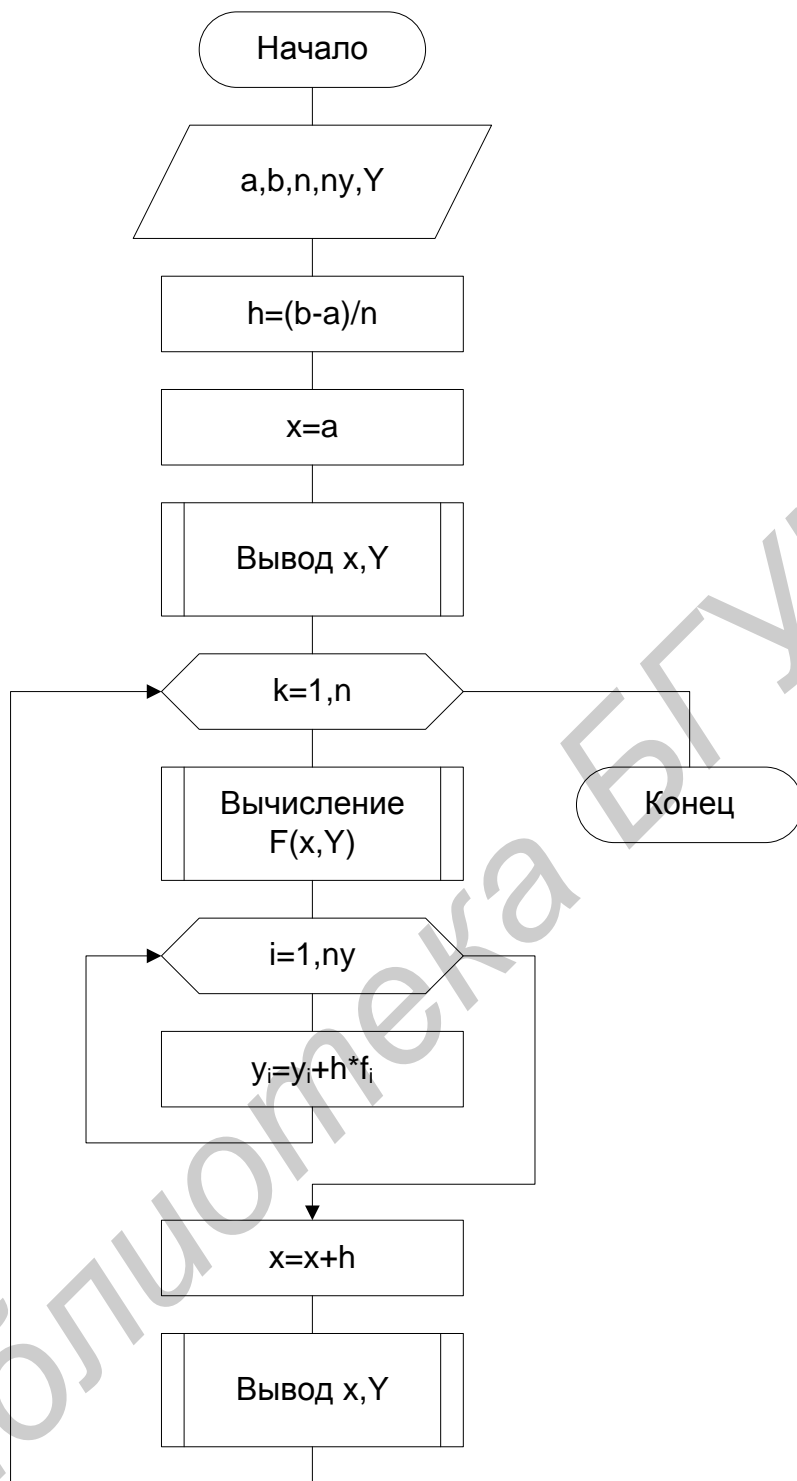 Начало
a,b,n,ny,Y
h=(b-a)/n
x=a
Вывод x,Y
k=1,n
Вычисление
F(x,Y)
Конец
i=1,ny
yᵢ=yᵢ+h*fᵢ
x=x+h
Вывод x,Y